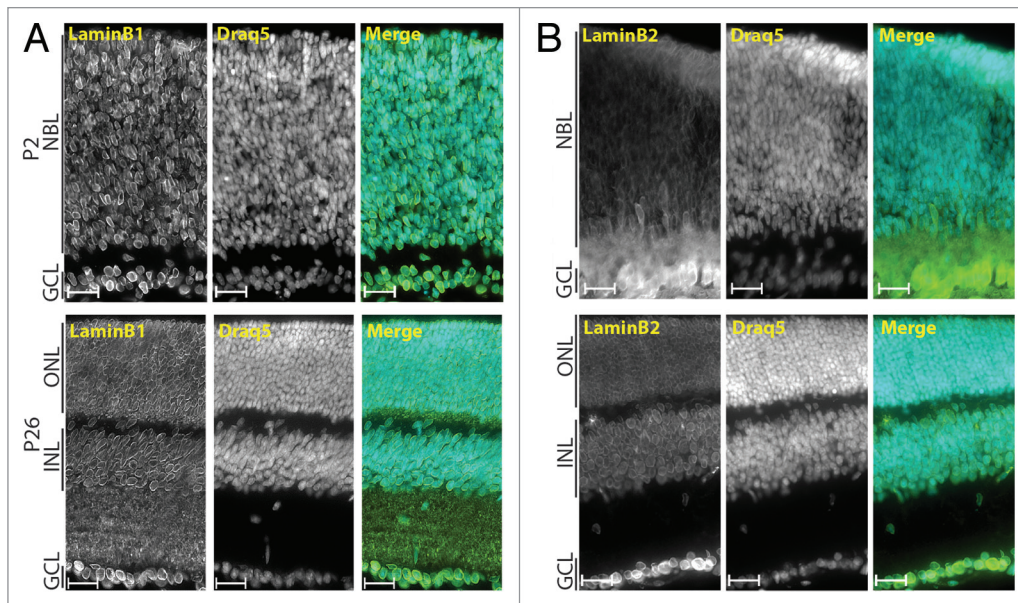 A
B
LaminB1 Draq5 Merge
LaminB2 Draq5 Merge
P2
NBL
GCL
NBL
GCL
LaminB1 Draq5 Merge
LaminB2 Draq5 Merge
P26
ONL
INL
GCL
ONL
INL
GCL